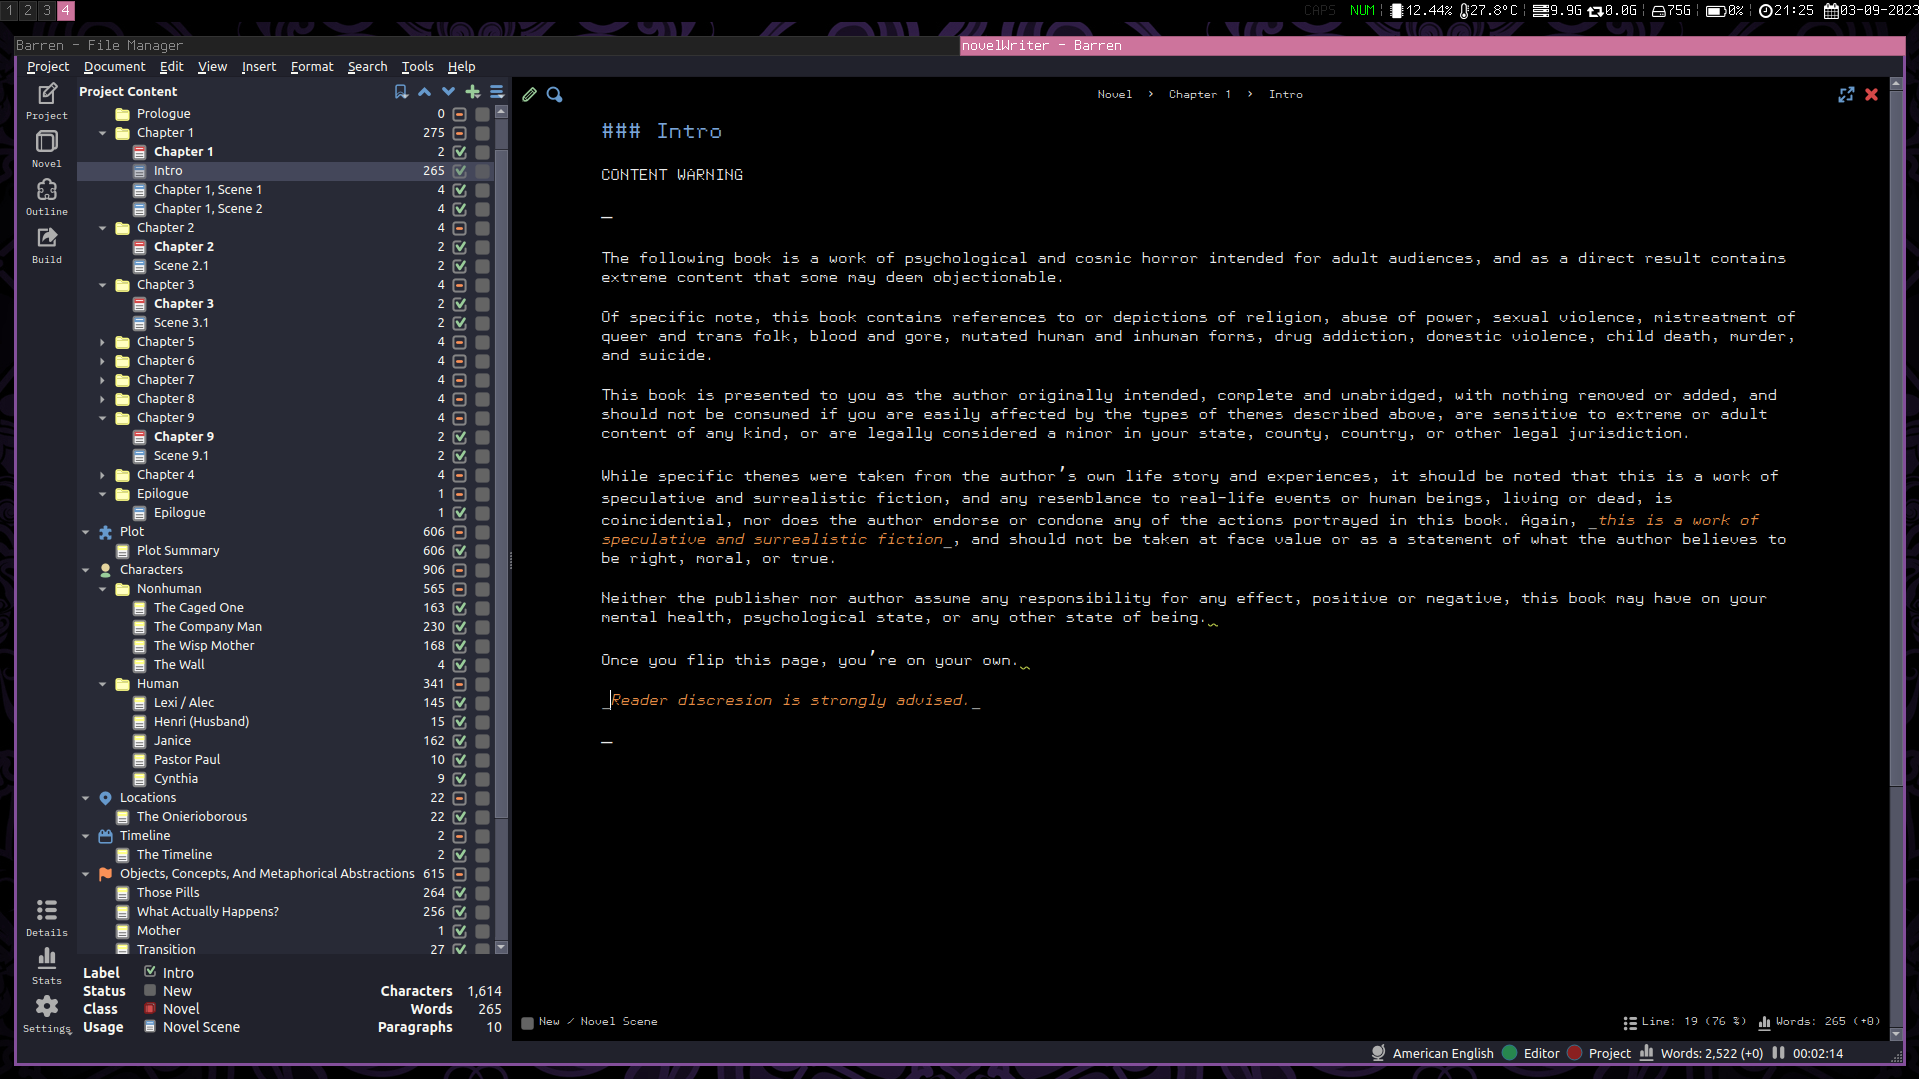 1 2 3 4
CAPS NUM 12.44% 27.8°C 9.9G 0.0G 75G 0% 21:25 03-09-2023
Barren - File Manager
novelWriter - Barren
Project Document Edit View Insert Format Search Tools Help
Project
Novel
Outline
Build
Details
Stats
Settings
Project Content
Prologue 0
Chapter 1 275
Chapter 1 2
Intro 265
Chapter 1, Scene 1 4
Chapter 1, Scene 2 4
Chapter 2 4
Chapter 2 2
Scene 2.1 2
Chapter 3 4
Chapter 3 2
Scene 3.1 2
Chapter 5 4
Chapter 6 4
Chapter 7 4
Chapter 8 4
Chapter 9 4
Chapter 9 2
Scene 9.1 2
Chapter 4 4
Epilogue 1
Epilogue 1
Plot 606
Plot Summary 606
Characters 906
Nonhuman 565
The Caged One 163
The Company Man 230
The Wisp Mother 168
The Wall 4
Human 341
Lexi / Alec 145
Henri (Husband) 15
Janice 162
Pastor Paul 10
Cynthia 9
Locations 22
The Onierioborous 22
Timeline 2
The Timeline 2
Objects, Concepts, And Metaphorical Abstractions 615
Those Pills 264
What Actually Happens? 256
Mother 1
Transition 27
Label Intro
Status New Characters 1,614
Class Novel Words 265
Usage Novel Scene Paragraphs 10
Novel › Chapter 1 › Intro
### Intro
CONTENT WARNING
—
The following book is a work of psychological and cosmic horror intended for adult audiences, and as a direct result contains
extreme content that some may deem objectionable.
Of specific note, this book contains references to or depictions of religion, abuse of power, sexual violence, mistreatment of
queer and trans folk, blood and gore, mutated human and inhuman forms, drug addiction, domestic violence, child death, murder,
and suicide.
This book is presented to you as the author originally intended, complete and unabridged, with nothing removed or added, and
should not be consumed if you are easily affected by the types of themes described above, are sensitive to extreme or adult
content of any kind, or are legally considered a minor in your state, county, country, or other legal jurisdiction.
While specific themes were taken from the author’s own life story and experiences, it should be noted that this is a work of
speculative and surrealistic fiction, and any resemblance to real-life events or human beings, living or dead, is
coincidential, nor does the author endorse or condone any of the actions portrayed in this book. Again, _this is a work of
speculative and surrealistic fiction_, and should not be taken at face value or as a statement of what the author believes to
be right, moral, or true.
Neither the publisher nor author assume any responsibility for any effect, positive or negative, this book may have on your
mental health, psychological state, or any other state of being.
Once you flip this page, you’re on your own.
_Reader discresion is strongly advised._
—
New / Novel Scene
Line: 19 (76 %) Words: 265 (+0)
American English Editor Project Words: 2,522 (+0) 00:02:14